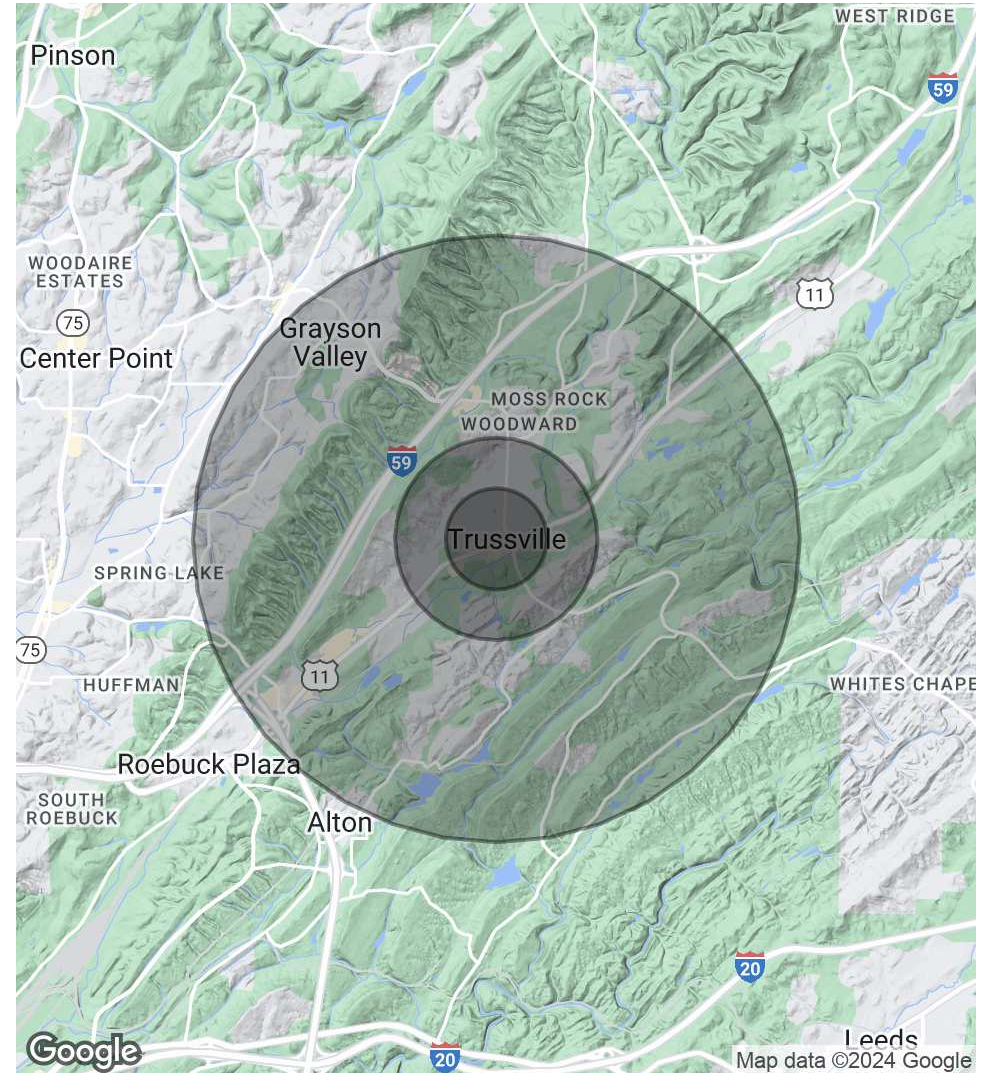 WEST RIDGE
Pinson
59
WOODAIRE
ESTATES
11
75
Grayson
Valley
Center Point
MOSS ROCK
WOODWARD
59
Trussville
SPRING LAKE
75
11
HUFFMAN
WHITES CHAPE
Roebuck Plaza
SOUTH
ROEBUCK
Alton
20
Leeds
Google
20
Map data ©2024 Google